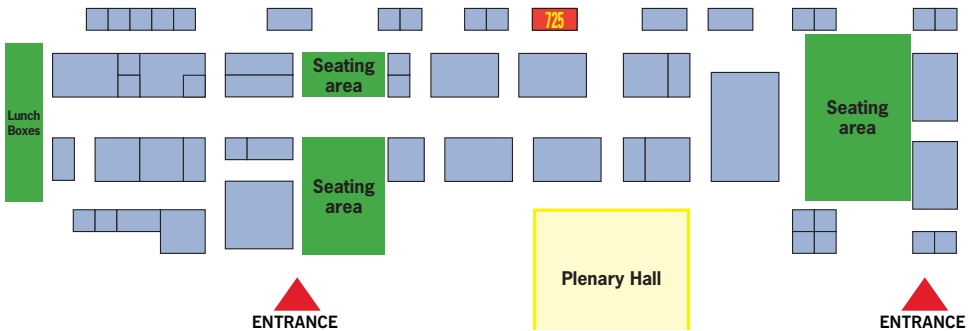 725
Seating
area
Lunch
Boxes
Seating
area
Seating
area
Plenary Hall
ENTRANCE
ENTRANCE